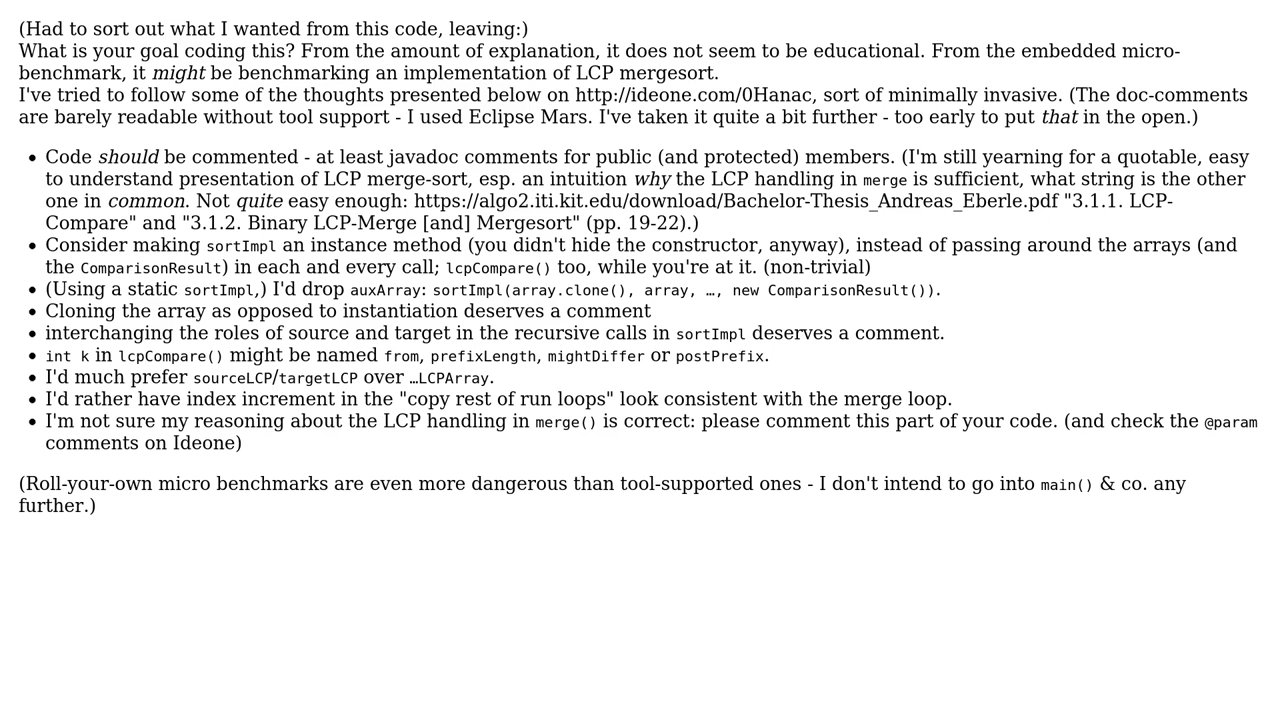 (Had to sort out what I wanted from this code, leaving:)
What is your goal coding this? From the amount of explanation, it does not seem to be educational. From the embedded micro-
benchmark, it might be benchmarking an implementation of LCP mergesort.
I've tried to follow some of the thoughts presented below on http://ideone.com/0Hanac, sort of minimally invasive. (The doc-comments
are barely readable without tool support - I used Eclipse Mars. I've taken it quite a bit further - too early to put that in the open.)
• Code should be commented - at least javadoc comments for public (and protected) members. (I'm still yearning for a quotable, easy
to understand presentation of LCP merge-sort, esp. an intuition why the LCP handling in merge is sufficient, what string is the other
one in common. Not quite easy enough: https://algo2.iti.kit.edu/download/Bachelor-Thesis_Andreas_Eberle.pdf "3.1.1. LCP-
Compare" and "3.1.2. Binary LCP-Merge [and] Mergesort" (pp. 19-22).)
• Consider making sortImpl an instance method (you didn't hide the constructor, anyway), instead of passing around the arrays (and
the ComparisonResult) in each and every call; lcpCompare() too, while you're at it. (non-trivial)
• (Using a static sortImpl,) I'd drop auxArray: sortImpl(array.clone(), array, …, new ComparisonResult()).
• Cloning the array as opposed to instantiation deserves a comment
• interchanging the roles of source and target in the recursive calls in sortImpl deserves a comment.
• int k in lcpCompare() might be named from, prefixLength, mightDiffer or postPrefix.
• I'd much prefer sourceLCP/targetLCP over …LCPArray.
• I'd rather have index increment in the "copy rest of run loops" look consistent with the merge loop.
• I'm not sure my reasoning about the LCP handling in merge() is correct: please comment this part of your code. (and check the @param
comments on Ideone)
(Roll-your-own micro benchmarks are even more dangerous than tool-supported ones - I don't intend to go into main() & co. any
further.)